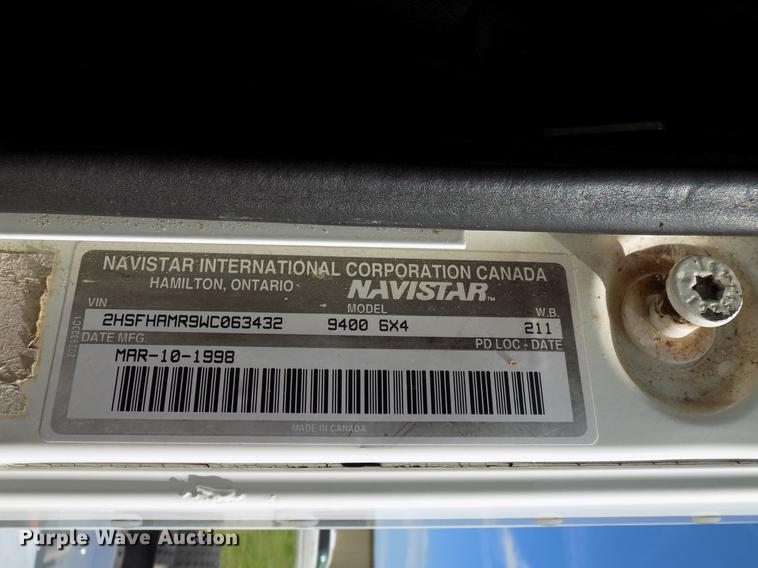 NAVISTAR INTERNATIONAL CORPORATION CANADA
HAMILTON, ONTARIO NAVISTAR™
VIN MODEL W.B.
2HSFHAMR9WC063432 9400 6X4 211
DATE MFG PD LOC - DATE
MAR-10-1998
MADE IN CANADA
Purple Wave Auction